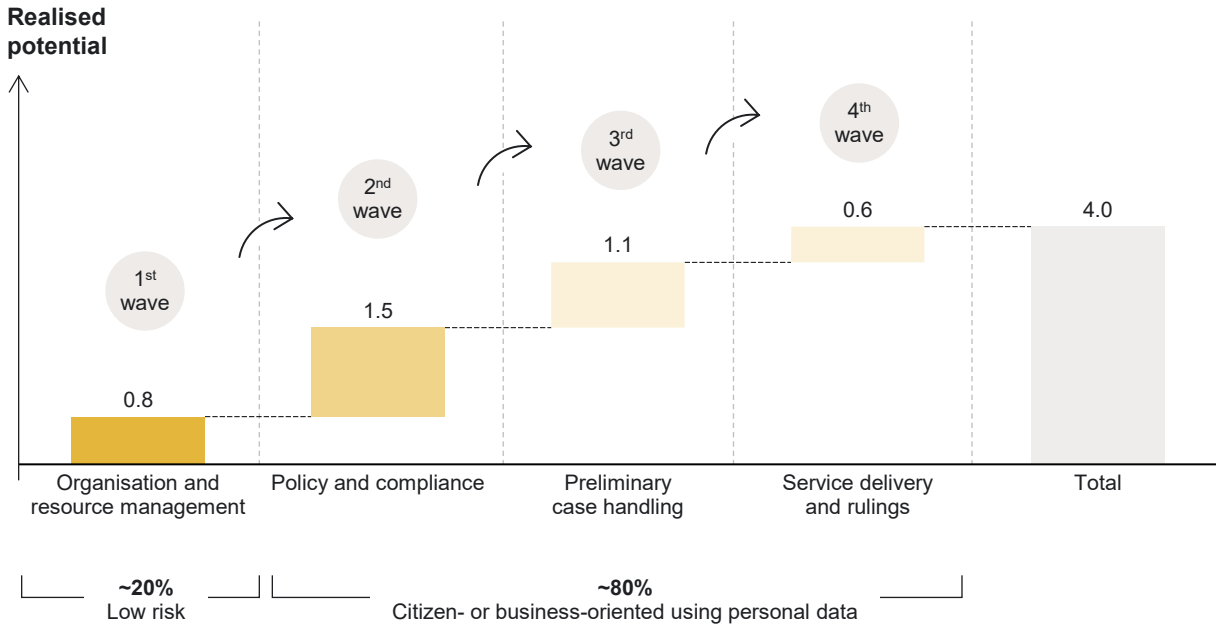 Realised
potential
1st
wave
2nd
wave
3rd
wave
4th
wave
0.8
1.5
1.1
0.6
4.0
Organisation and
resource management
Policy and compliance
Preliminary
case handling
Service delivery
and rulings
Total
~20%
Low risk
~80%
Citizen- or business-oriented using personal data